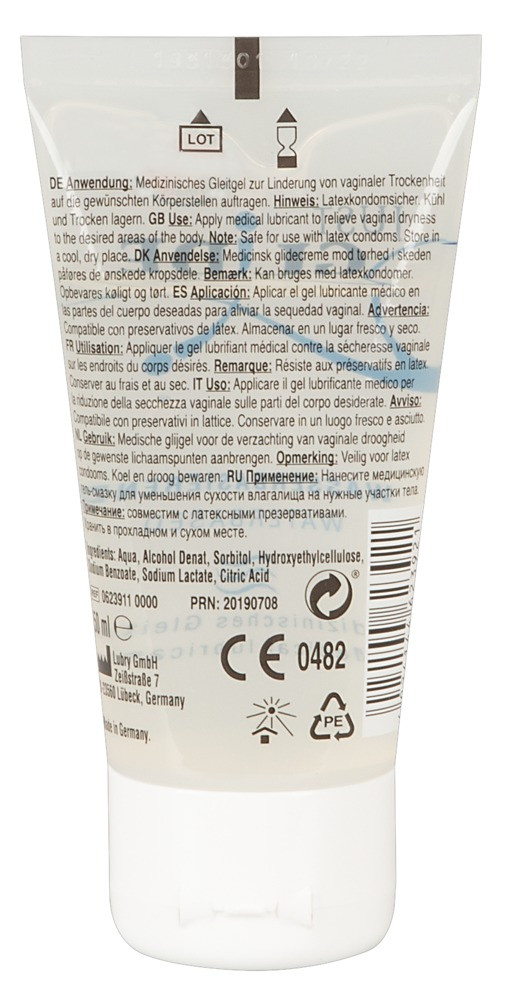 LOT
DE Anwendung: Medizinisches Gleitgel zur Linderung von vaginaler Trockenheit
auf die gewünschten Körperstellen auftragen. Hinweis: Latexkondomsicher. Kühl
und Trocken lagern. GB Use: Apply medical lubricant to relieve vaginal dryness
to the desired areas of the body. Note: Safe for use with latex condoms. Store in
a cool, dry place. DK Anvendelse: Medicinsk glidecreme mod tørhed i skeden
påføres de ønskede kropsdele. Bemærk: Kan bruges med latexkondomer.
Opbevares køligt og tørt. ES Aplicación: Aplicar el gel lubricante médico en
las partes del cuerpo deseadas para aliviar la sequedad vaginal. Advertencia:
Compatible con preservativos de látex. Almacenar en un lugar fresco y seco.
FR Utilisation: Appliquer le gel lubrifiant médical contre la sécheresse vaginale
sur les endroits du corps désirés. Remarque: Résiste aux préservatifs en latex.
Conserver au frais et au sec. IT Uso: Applicare il gel lubrificante medico per
la riduzione della secchezza vaginale sulle parti del corpo desiderate. Avviso:
Compatibile con preservativi in lattice. Conservare in un luogo fresco e asciutto.
NL Gebruik: Medische glijgel voor de verzachting van vaginale droogheid
op de gewenste lichaamspunten aanbrengen. Opmerking: Veilig voor latex
condooms. Koel en droog bewaren. RU Применение: Нанесите медицинскую
гель-смазку для уменьшения сухости влагалища на нужные участки тела.
Примечание: совместим с латексными презервативами.
Хранить в прохладном и сухом месте.
Ingredients: Aqua, Alcohol Denat, Sorbitol, Hydroxyethylcellulose,
Sodium Benzoate, Sodium Lactate, Citric Acid
REF 0623911 0000 PRN: 20190708
50 ml ℮
CE 0482
Lubry GmbH
Zeißstraße 7
23560 Lübeck, Germany
Made in Germany.
PE